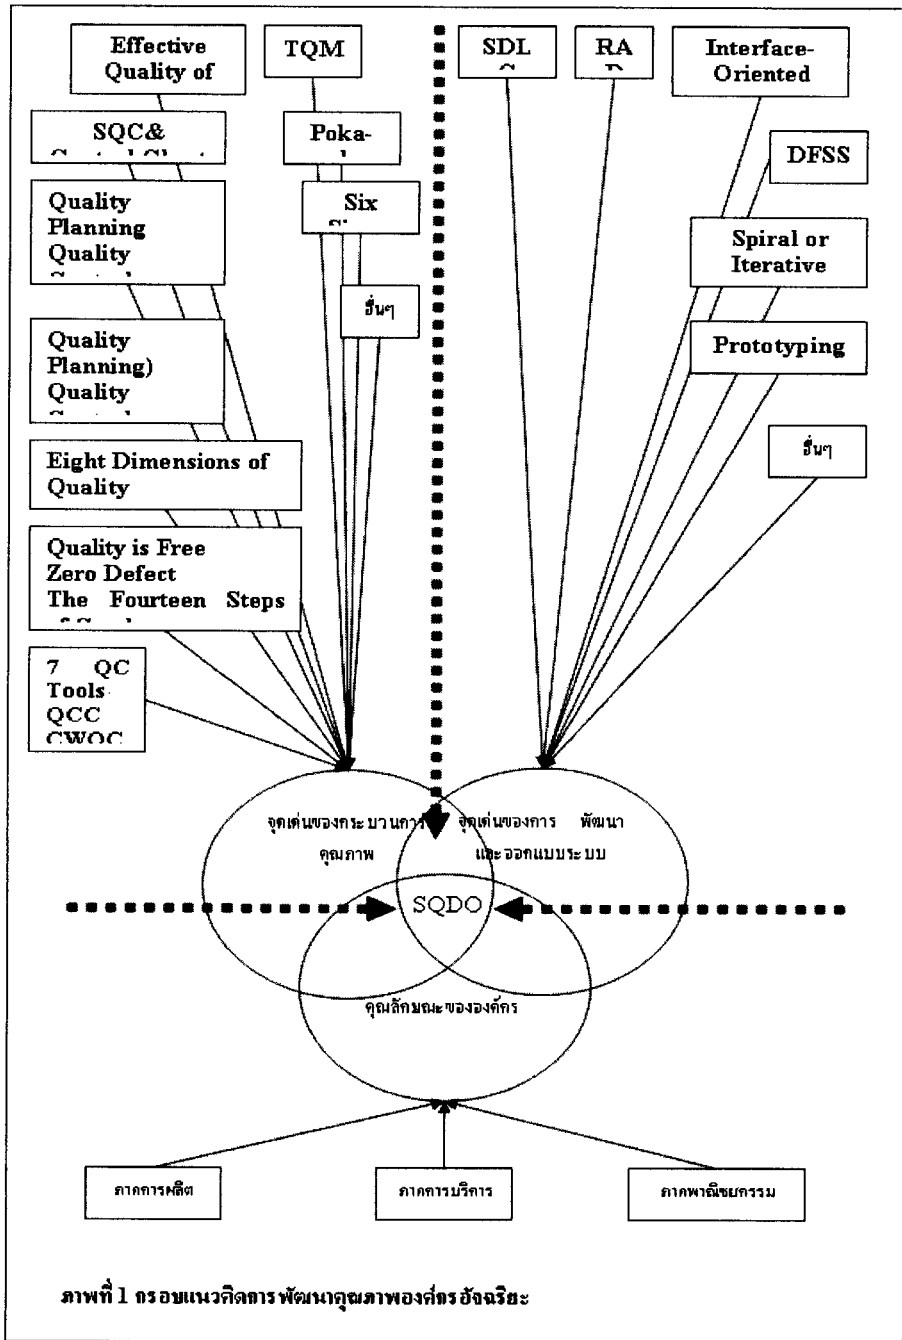 Effective
Quality of
TQM
SDL
RA
Interface-
Oriented
SQC&
Poka-
DFSS
Quality
Planning
Quality
Six
Spiral or
Iterative
อื่นๆ
Quality
Planning)
Quality
Prototyping
Eight Dimensions of
Quality
อื่นๆ
Quality is Free
Zero Defect
The Fourteen Steps
7 QC
Tools
QCC
CWQC
จุดเด่นของกระบวนการ
คุณภาพ
จุดเด่นของการ พัฒนา
และออกแบบระบบ
SQDO
คุณลักษณะขององค์กร
ภาคการผลิต
ภาคการบริการ
ภาคพาณิชยกรรม
ภาพที่ 1 กรอบแนวคิดการพัฒนาคุณภาพองค์กรอัจฉริยะ